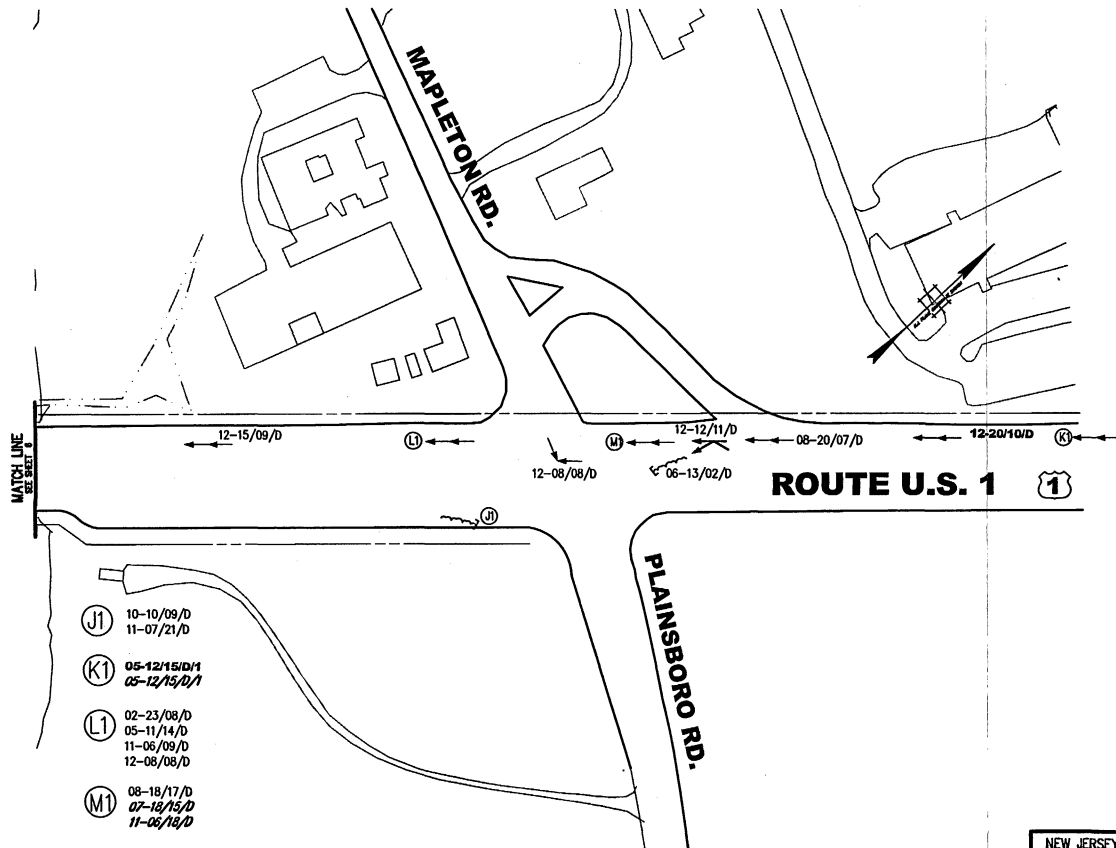 MAPLETON RD.
12-15/09/D
L1
M1
12-12/11/D
08-20/07/D
12-20/10/D
K1
12-08/08/D
06-13/02/D
ROUTE U.S. 1
1
MATCH LINE
SEE SHEET 6
J1
PLAINSBORO RD.
J1
10-10/09/D
11-07/21/D
K1
05-12/15/D/1
05-12/15/D/1
L1
02-23/08/D
05-11/14/D
11-06/09/D
12-08/08/D
M1
08-18/17/D
07-18/15/D
11-06/18/D
NEW JERSEY